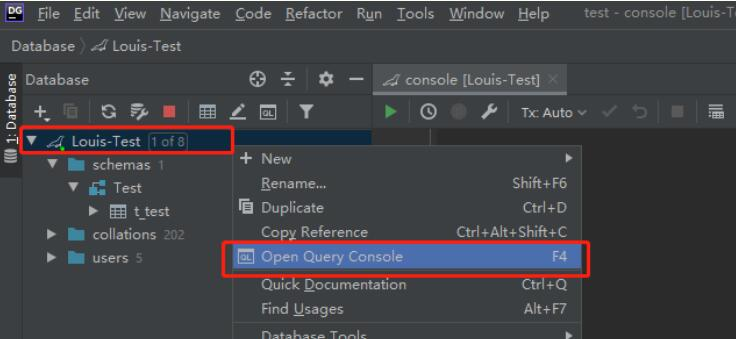 DG File Edit View Navigate Code Refactor Run Tools Window Help test - console [Louis-T
Database Louis-Test
1: Database
Database console [Louis-Test]
QL Tx: Auto
Louis-Test 1 of 8
schemas 1
Test
t_test
collations 202
users 5
New
Rename... Shift+F6
Duplicate Ctrl+D
Copy Reference Ctrl+Alt+Shift+C
QL Open Query Console F4
Quick Documentation Ctrl+Q
Find Usages Alt+F7
Database Tools